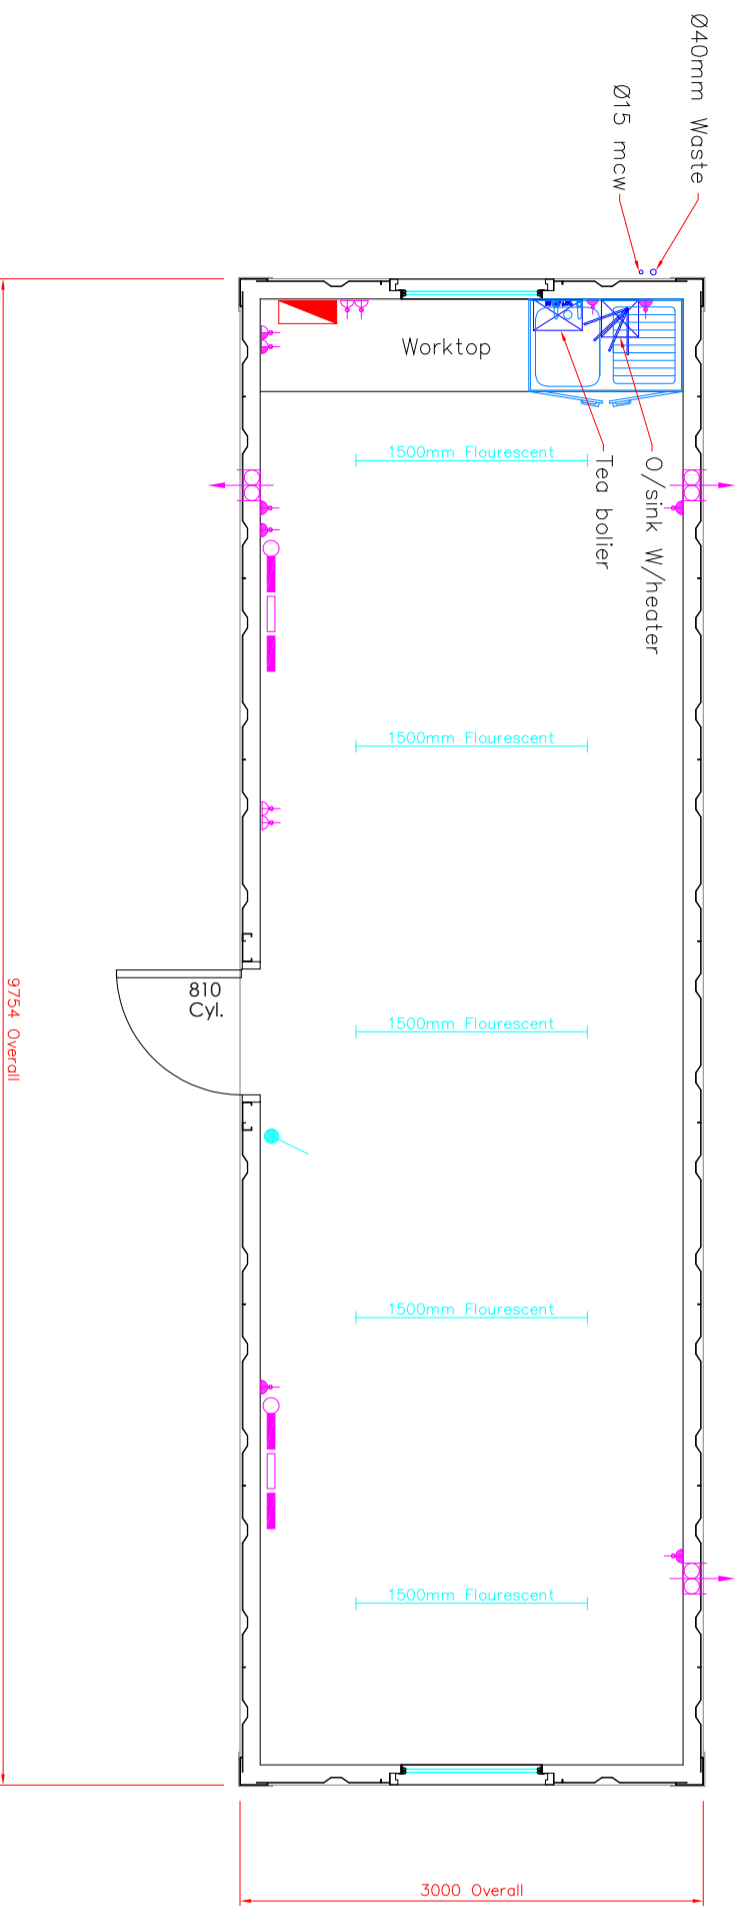 Ø40mm Waste
Ø15 mcw
Worktop
O/sink W/heater
Tea bolier
1500mm Flourescent
1500mm Flourescent
810
Cyl.
9754 Overall
1500mm Flourescent
1500mm Flourescent
1500mm Flourescent
3000 Overall